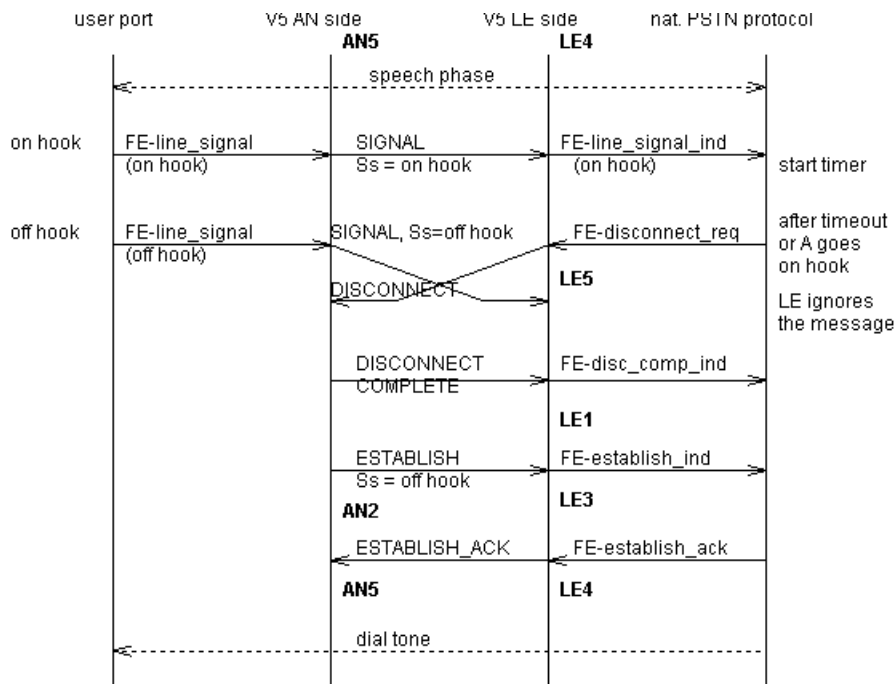 user port V5 AN side V5 LE side nat. PSTN protocol
AN5 LE4
speech phase
on hook FE-line_signal SIGNAL FE-line_signal_ind
(on hook) Ss = on hook (on hook)
start timer
off hook FE-line_signal SIGNAL, Ss=off hook FE-disconnect_req after timeout
(off hook) or A goes
on hook
LE5
DISCONNECT LE ignores
the message
DISCONNECT FE-disc_comp_ind
COMPLETE
LE1
ESTABLISH FE-establish_ind
Ss = off hook
AN2 LE3
ESTABLISH_ACK FE-establish_ack
AN5 LE4
dial tone